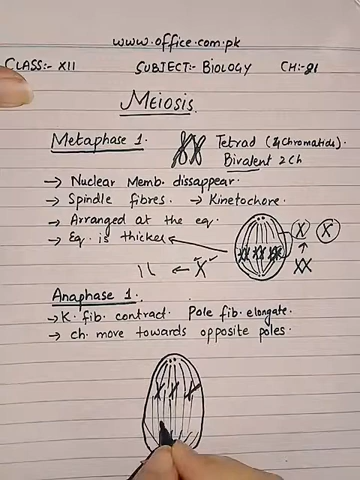 www.office.com.pk
CLASS:- XII SUBJECT:- BIOLOGY CH:- 21
MEIOSIS
Metaphase 1. Tetrad (4 chromatids).
Bivalent 2 Ch
→ Nuclear Memb. dissappear.
→ Spindle fibres. → Kinetochore.
→ Arranged at the eq.
→ Eq. is thicker
Anaphase 1.
→ K. fib. contract. Pole fib. elongate.
→ ch. move towards opposite poles.